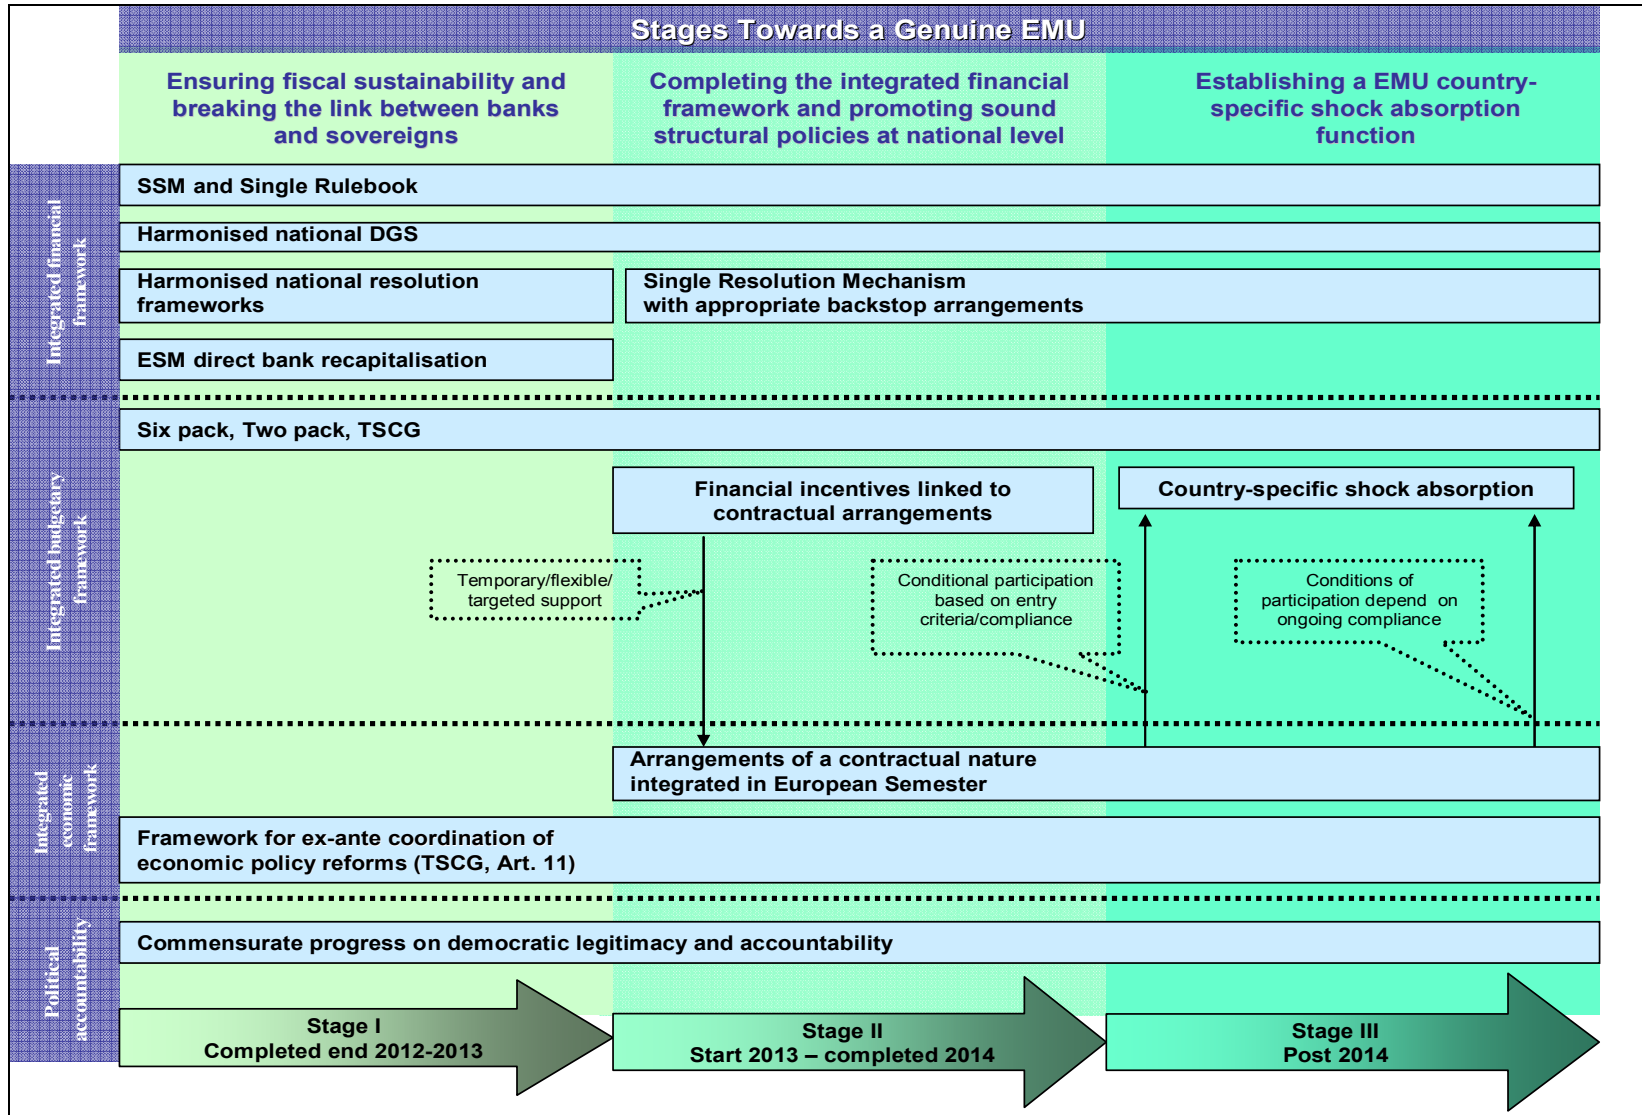 Stages Towards a Genuine EMU
Ensuring fiscal sustainability and
breaking the link between banks
and sovereigns
Completing the integrated financial
framework and promoting sound
structural policies at national level
Establishing a EMU country-
specific shock absorption
function
Integrated financial
framework
SSM and Single Rulebook
Harmonised national DGS
Harmonised national resolution
frameworks
Single Resolution Mechanism
with appropriate backstop arrangements
ESM direct bank recapitalisation
Integrated budgetary
framework
Six pack, Two pack, TSCG
Financial incentives linked to
contractual arrangements
Country-specific shock absorption
Temporary/flexible/
targeted support
Conditional participation
based on entry
criteria/compliance
Conditions of
participation depend on
ongoing compliance
Integrated
economic
framework
Arrangements of a contractual nature
integrated in European Semester
Framework for ex-ante coordination of
economic policy reforms (TSCG, Art. 11)
Political
accountability
Commensurate progress on democratic legitimacy and accountability
Stage I
Completed end 2012-2013
Stage II
Start 2013 – completed 2014
Stage III
Post 2014